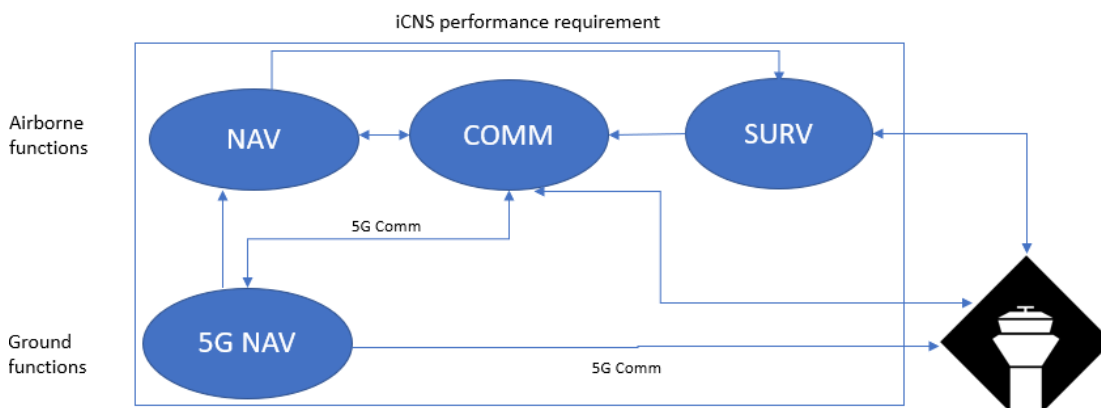 iCNS performance requirement
Airborne
functions
NAV
COMM
SURV
5G Comm
Ground
functions
5G NAV
5G Comm